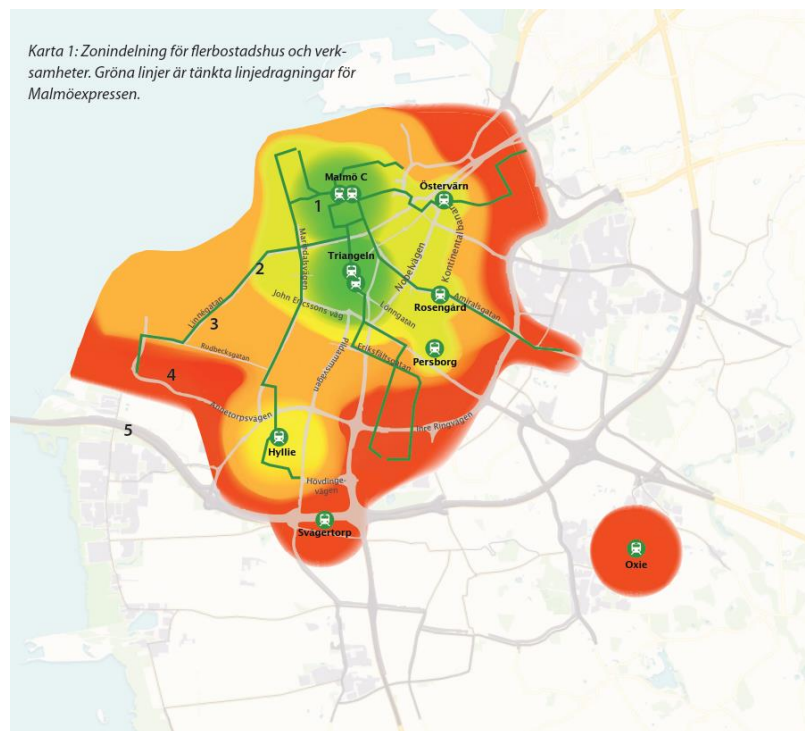 Karta 1: Zonindelning för flerbostadshus och verk-
samheter. Gröna linjer är tänkta linjedragningar för
Malmöexpressen.
Malmö C
Östervärn
1
Mariedalsvägen
Kontinentalbanan
Nobelvägen
2
Triangeln
Linnégatan
John Ericssons väg
Lönngatan
Rosengård
Amiralsgatan
3
Rudbecksgatan
Pildammsvägen
Eriksfältsgatan
Persborg
4
Annetorpsvägen
5
Inre Ringvägen
Hyllie
Hövdinge-
vägen
Svågertorp
Oxie